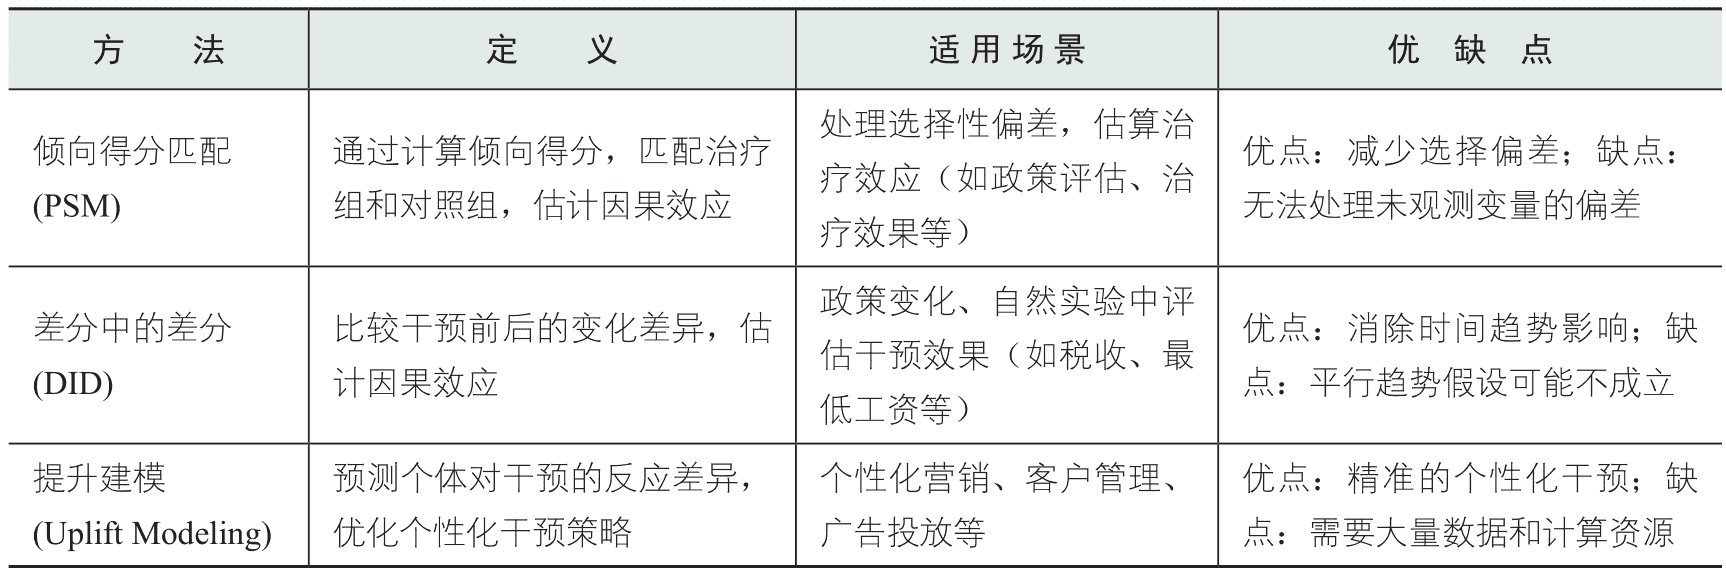 方 法
定 义
适用场景
优 缺 点
倾向得分匹配
(PSM)
通过计算倾向得分，匹配治疗
组和对照组，估计因果效应
处理选择性偏差，估算治
疗效应（如政策评估、治
疗效果等）
优点：减少选择偏差；缺点：
无法处理未观测变量的偏差
差分中的差分
(DID)
比较干预前后的变化差异，估
计因果效应
政策变化、自然实验中评
估干预效果（如税收、最
低工资等）
优点：消除时间趋势影响；缺
点：平行趋势假设可能不成立
提升建模
(Uplift Modeling)
预测个体对干预的反应差异，
优化个性化干预策略
个性化营销、客户管理、
广告投放等
优点：精准的个性化干预；缺
点：需要大量数据和计算资源